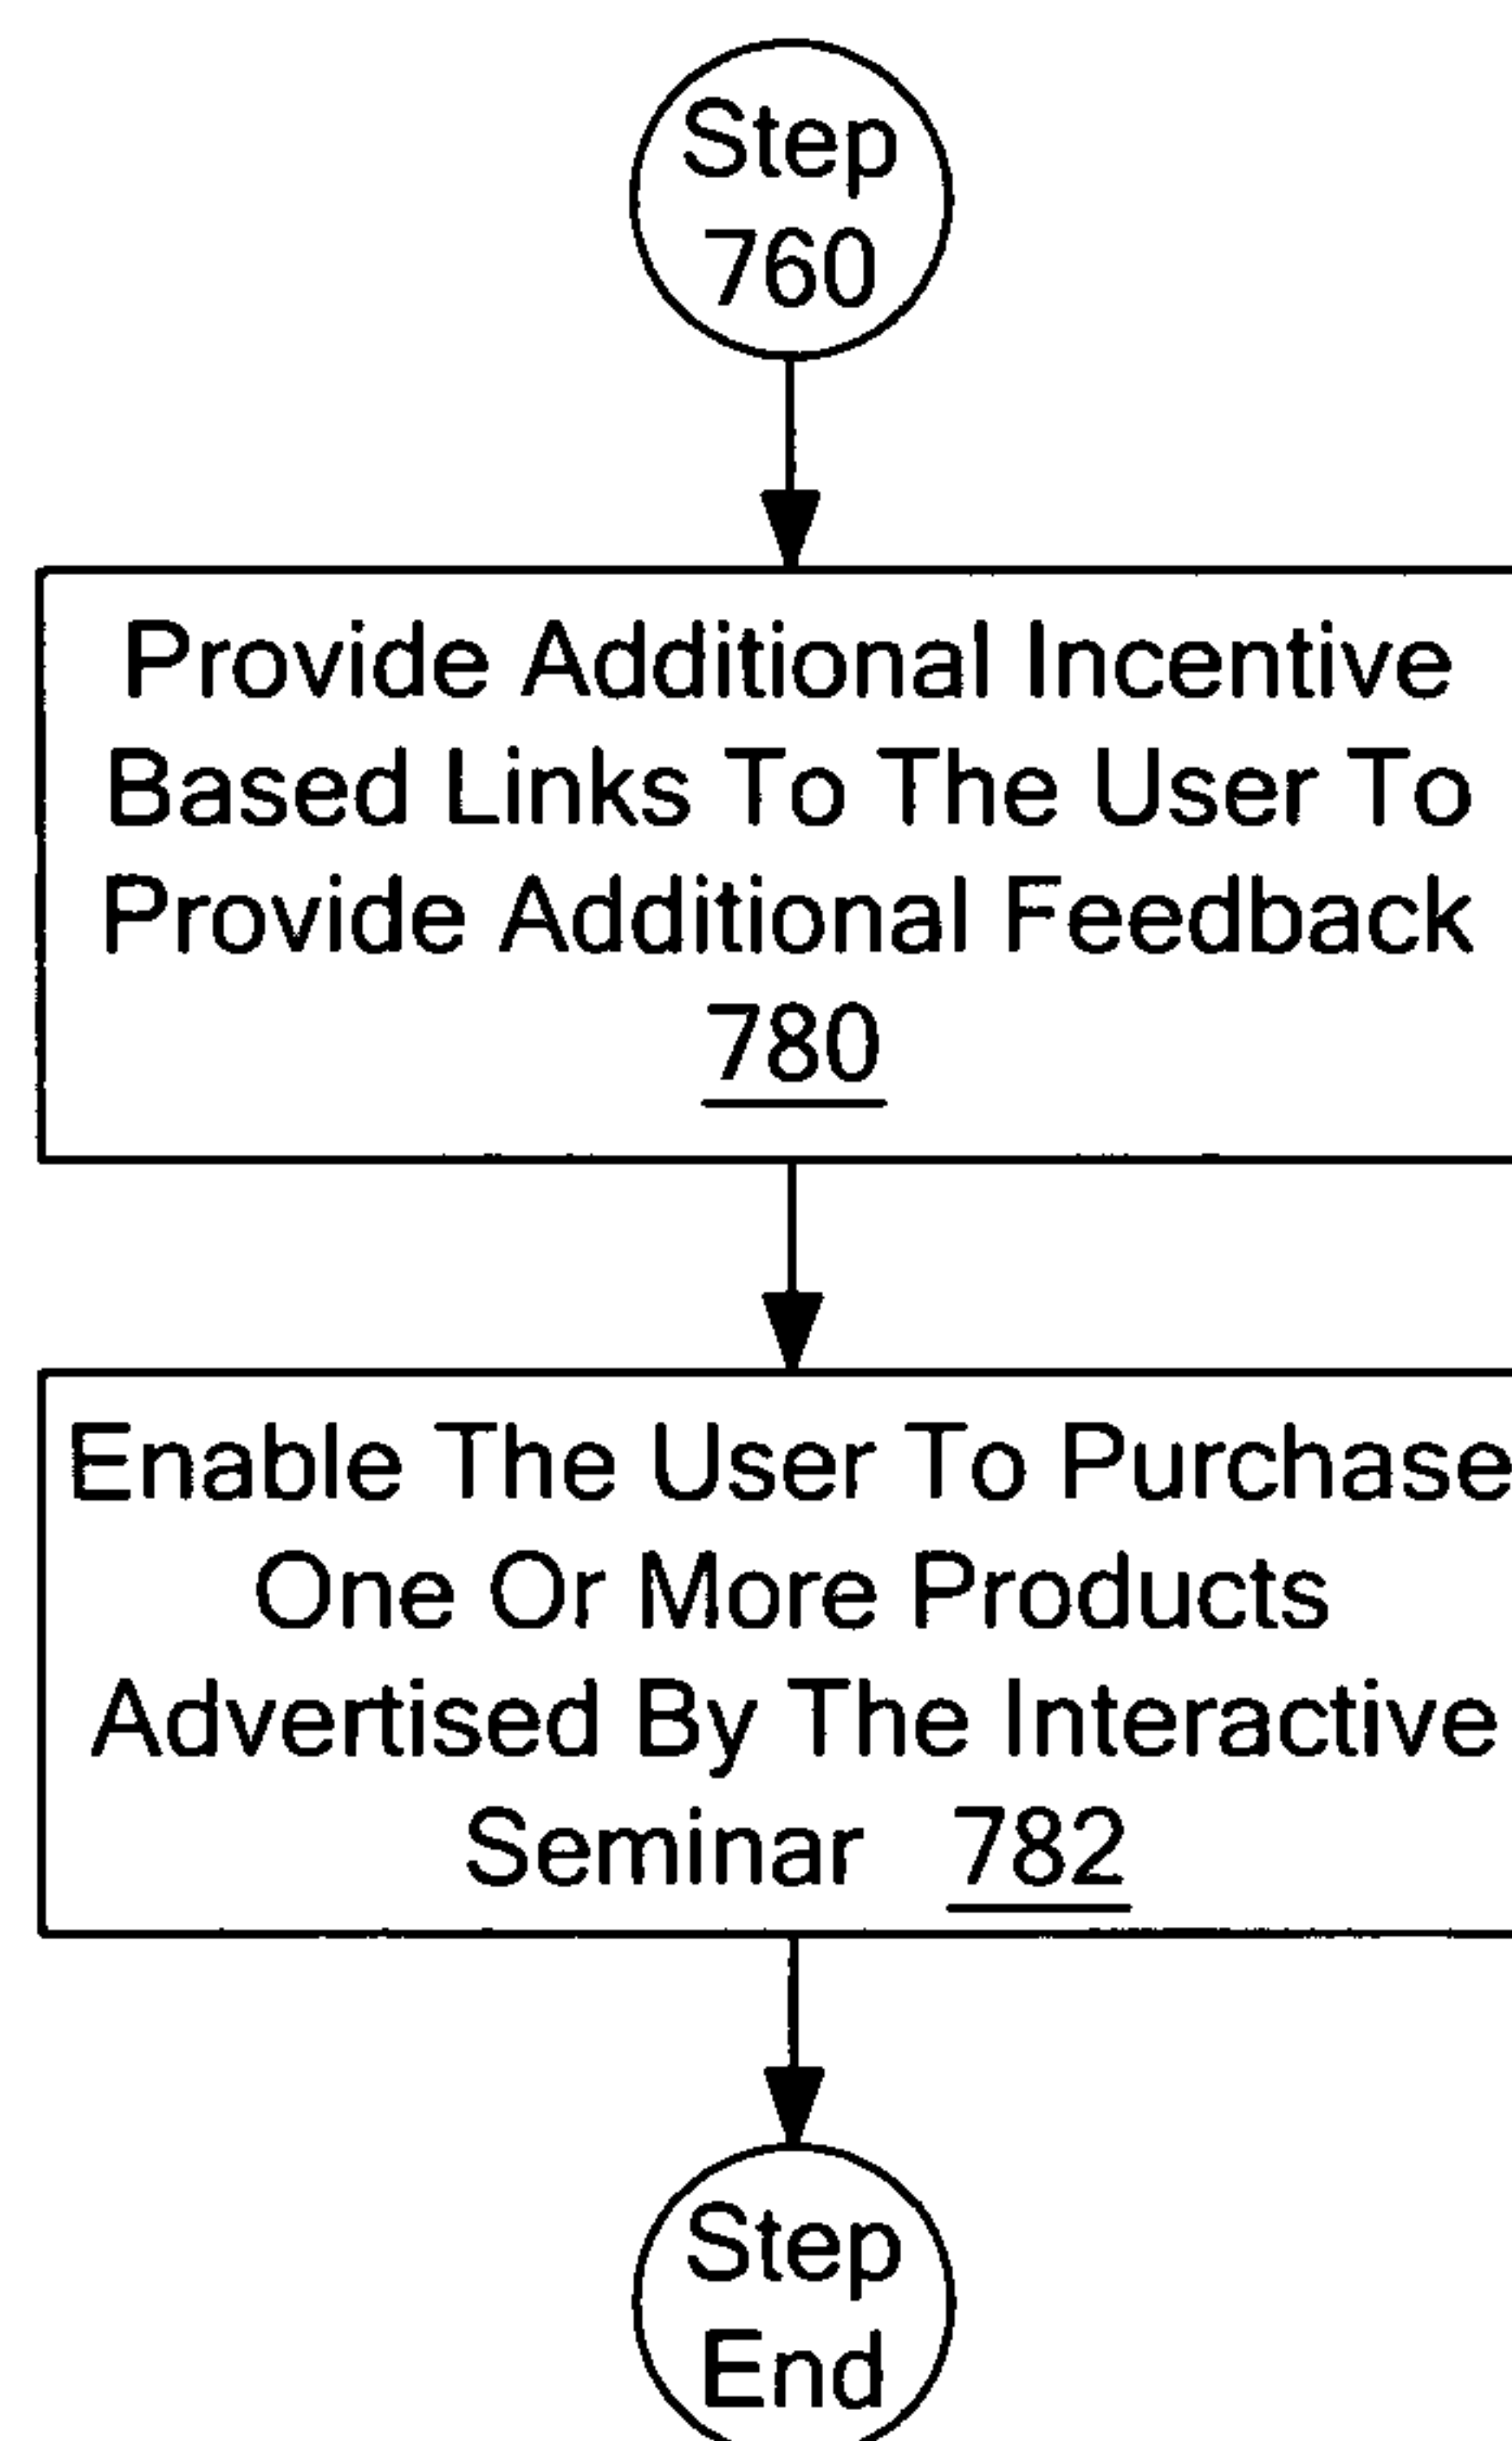 Step
760
Provide Additional Incentive
Based Links To The User To
Provide Additional Feedback
780
Enable The User To Purchase
One Or More Products
Advertised By The Interactive
Seminar 782
Step
End